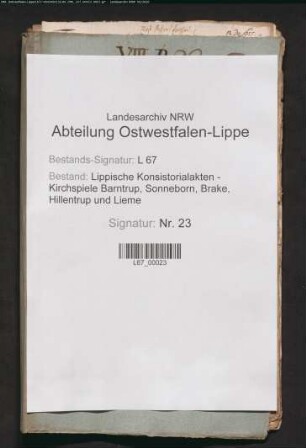 Landesarchiv NRW
Abteilung Ostwestfalen-Lippe
Bestands-Signatur: L 67
Bestand: Lippische Konsistorialakten -
Kirchspiele Barntrup, Sonneborn, Brake,
Hillentrup und Lieme
Signatur: Nr. 23
L67_00023